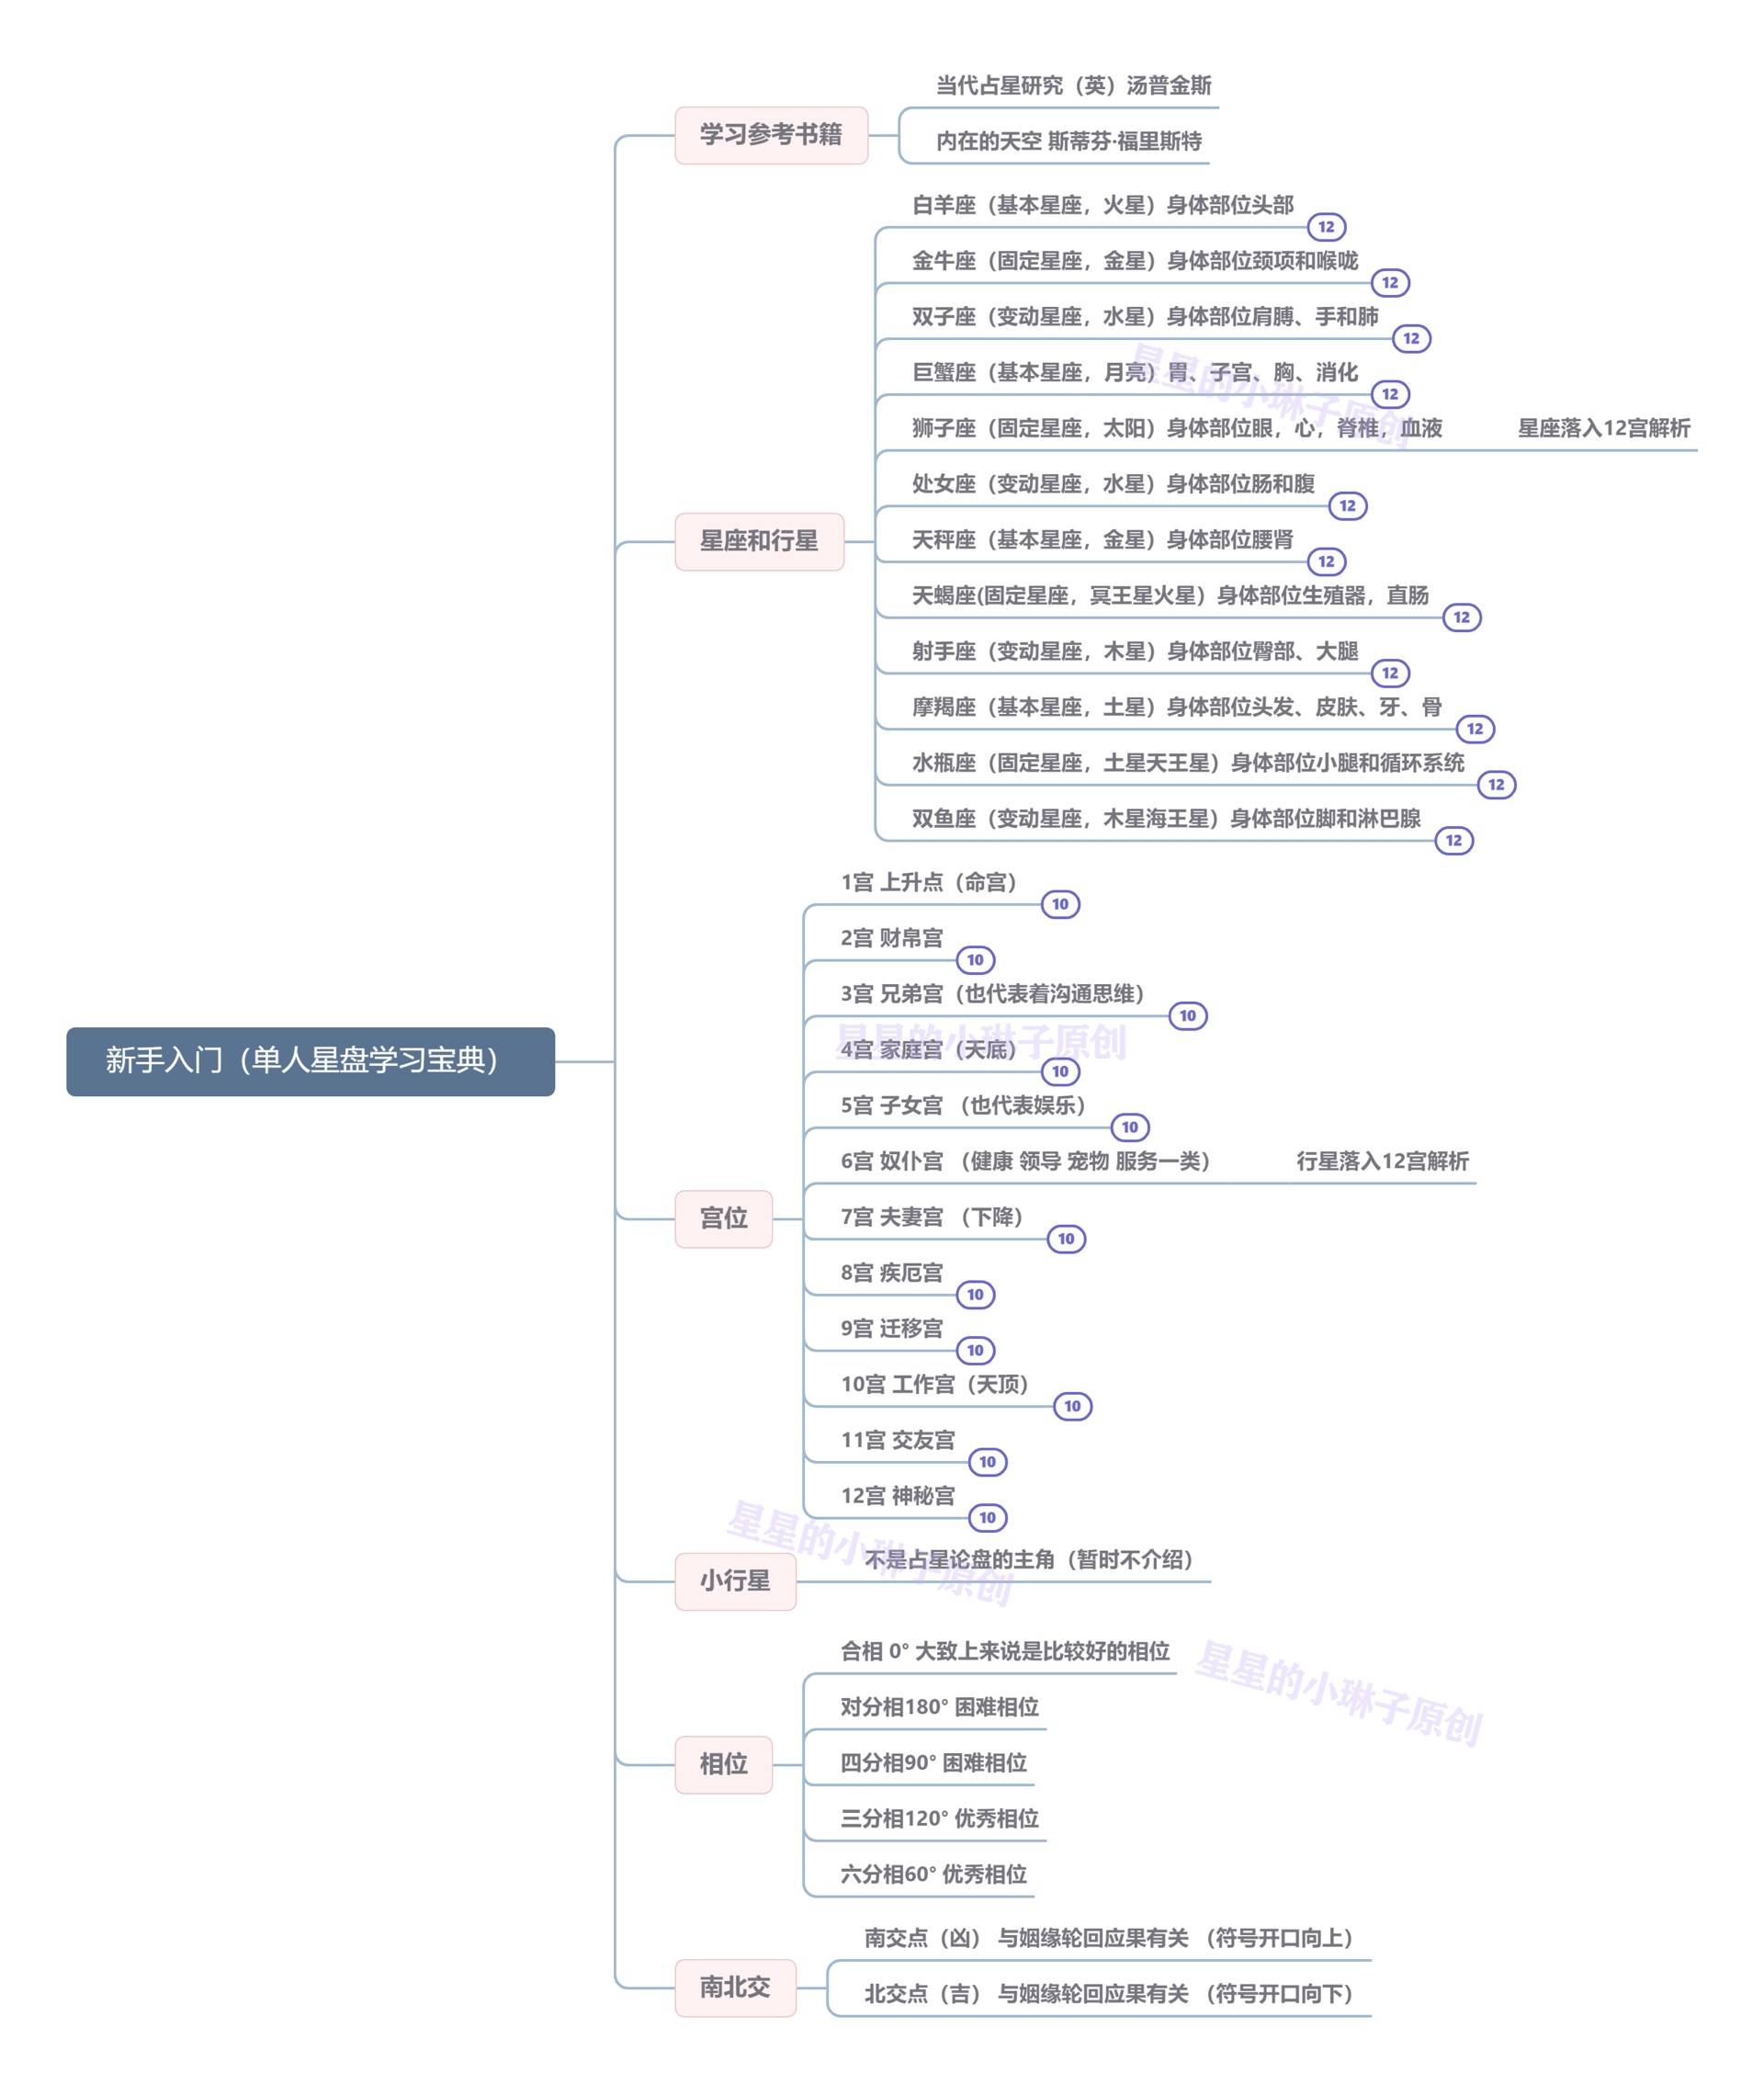 新手入门（单人星盘学习宝典）
学习参考书籍
当代占星研究（英）汤普金斯
内在的天空 斯蒂芬·福里斯特
星座和行星
白羊座（基本星座，火星）身体部位头部
12
金牛座（固定星座，金星）身体部位颈项和喉咙
12
双子座（变动星座，水星）身体部位肩膊、手和肺
12
巨蟹座（基本星座，月亮）胃、子宫、胸、消化
12
狮子座（固定星座，太阳）身体部位眼，心，脊椎，血液
星座落入12宫解析
处女座（变动星座，水星）身体部位肠和腹
12
天秤座（基本星座，金星）身体部位腰肾
12
天蝎座(固定星座，冥王星火星）身体部位生殖器，直肠
12
射手座（变动星座，木星）身体部位臀部、大腿
12
摩羯座（基本星座，土星）身体部位头发、皮肤、牙、骨
12
水瓶座（固定星座，土星天王星）身体部位小腿和循环系统
12
双鱼座（变动星座，木星海王星）身体部位脚和淋巴腺
12
宫位
1宫 上升点（命宫）
10
2宫 财帛宫
10
3宫 兄弟宫（也代表着沟通思维）
10
4宫 家庭宫（天底）
10
5宫 子女宫 （也代表娱乐）
10
6宫 奴仆宫 （健康 领导 宠物 服务一类）
行星落入12宫解析
7宫 夫妻宫 （下降）
10
8宫 疾厄宫
10
9宫 迁移宫
10
10宫 工作宫（天顶）
10
11宫 交友宫
10
12宫 神秘宫
10
小行星
不是占星论盘的主角（暂时不介绍）
相位
合相 0° 大致上来说是比较好的相位
对分相180° 困难相位
四分相90° 困难相位
三分相120° 优秀相位
六分相60° 优秀相位
南北交
南交点（凶） 与姻缘轮回应果有关 （符号开口向上）
北交点（吉） 与姻缘轮回应果有关 （符号开口向下）
星星的小琳子原创
星星的小琳子原创
星星的小琳子原创
星星的小琳子原创